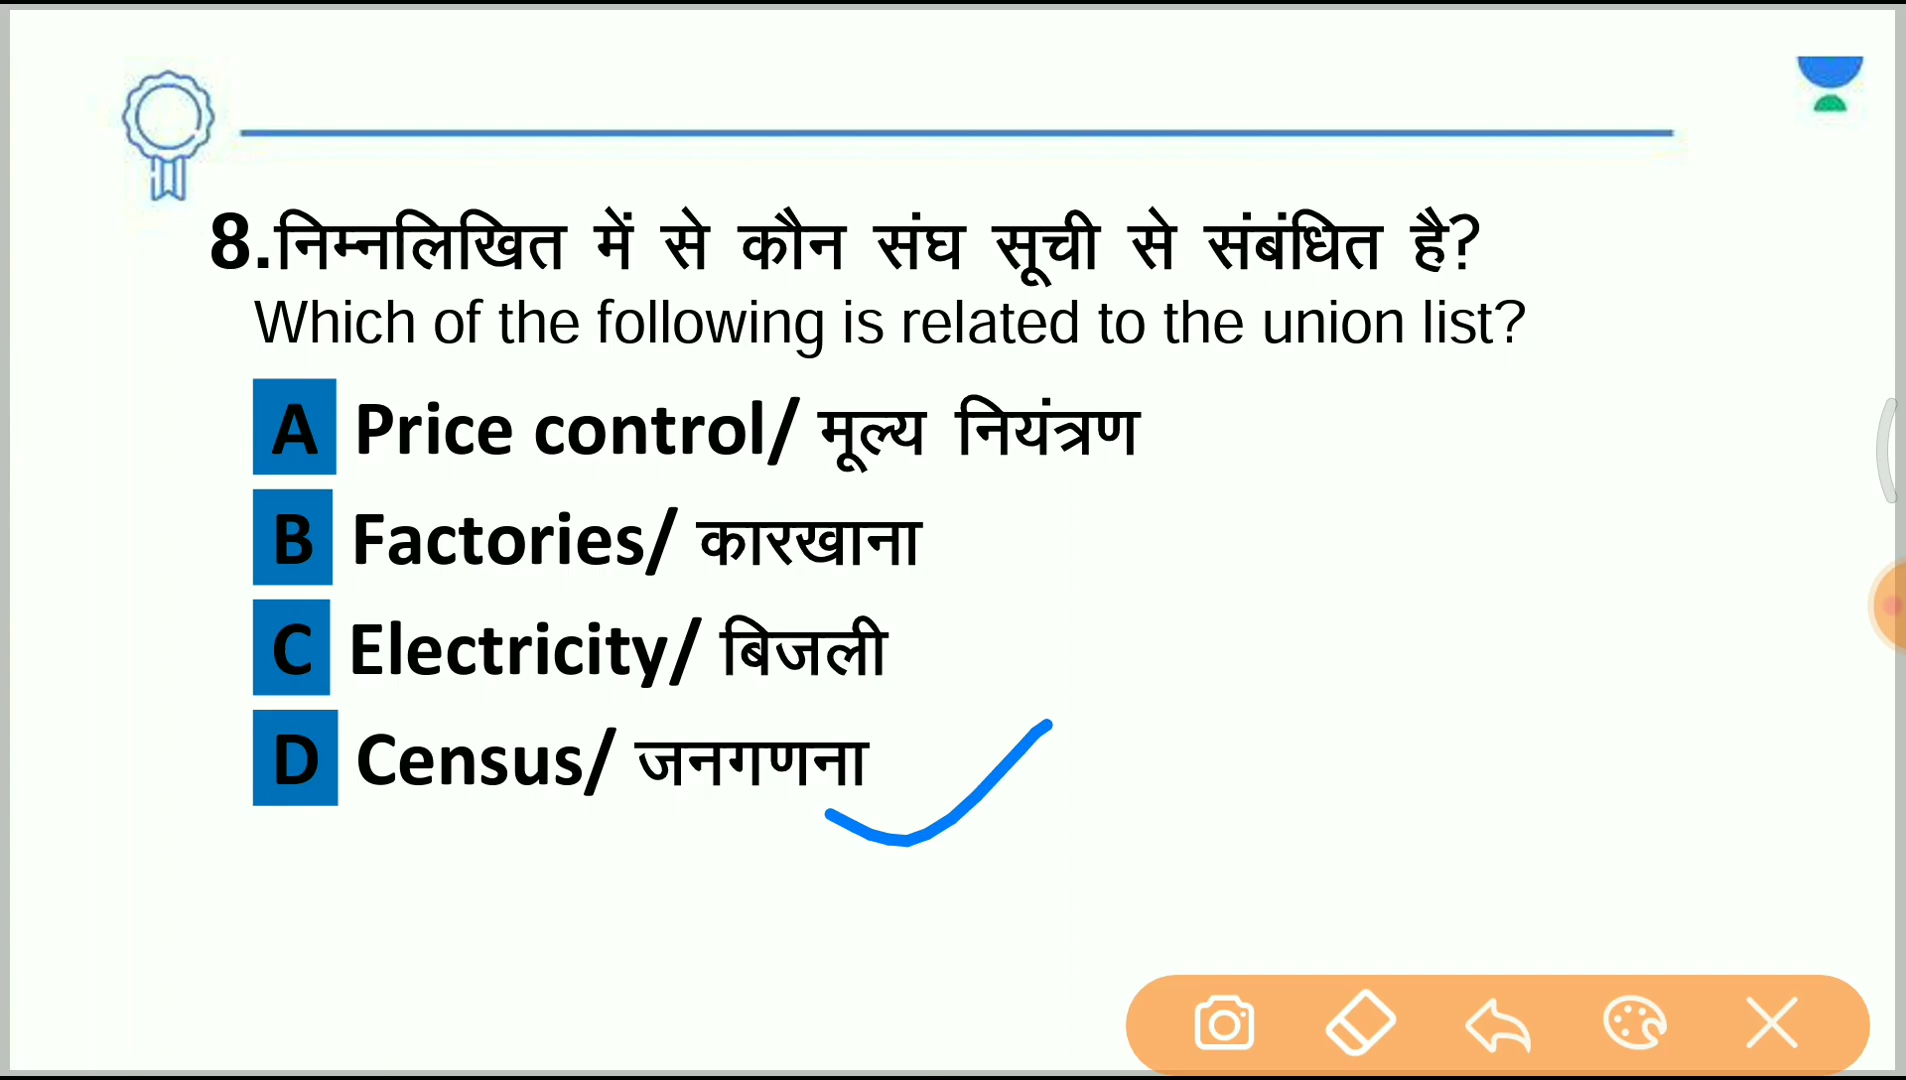 8.निम्नलिखित में से कौन संघ सूची से संबंधित है?
Which of the following is related to the union list?
A Price control/ मूल्य नियंत्रण
B Factories/ कारखाना
C Electricity/ बिजली
D Census/ जनगणना